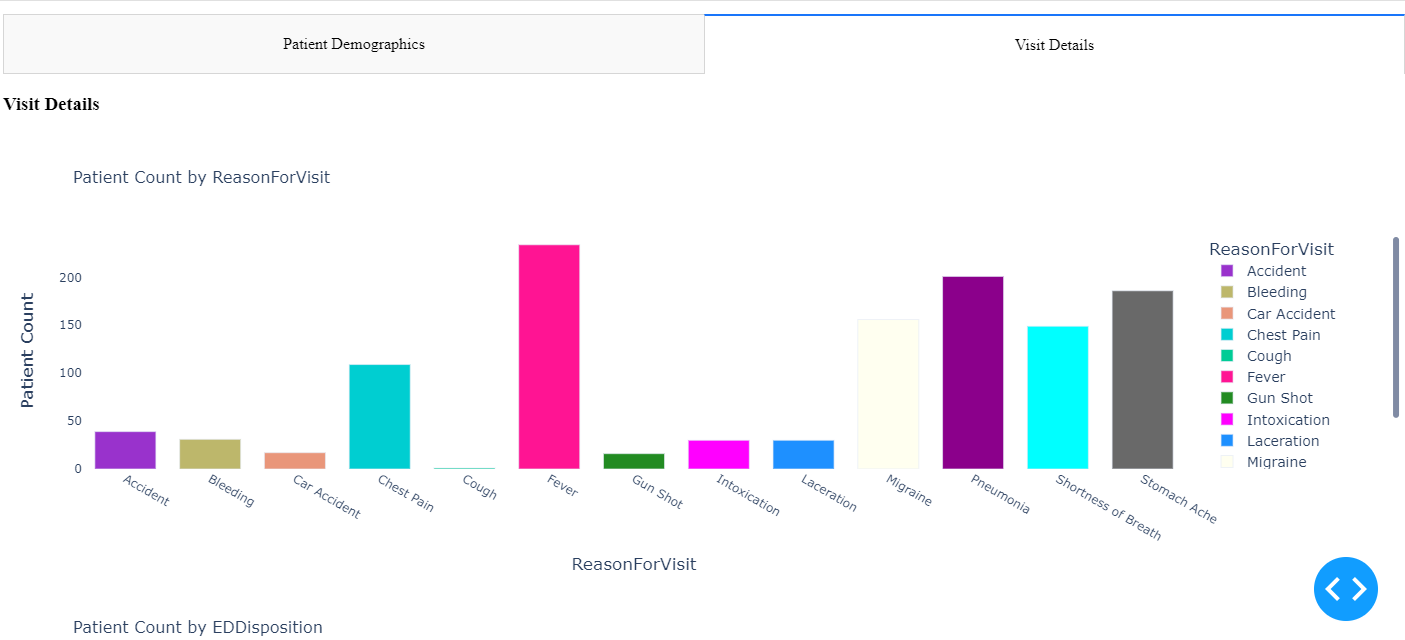 Patient Demographics
Visit Details
Visit Details
Patient Count by ReasonForVisit
Patient Count
200
150
100
50
0
Accident
Bleeding
Car Accident
Chest Pain
Cough
Fever
Gun Shot
Intoxication
Laceration
Migraine
Pneumonia
Shortness of Breath
Stomach Ache
ReasonForVisit
ReasonForVisit
Accident
Bleeding
Car Accident
Chest Pain
Cough
Fever
Gun Shot
Intoxication
Laceration
Migraine
Patient Count by EDDisposition